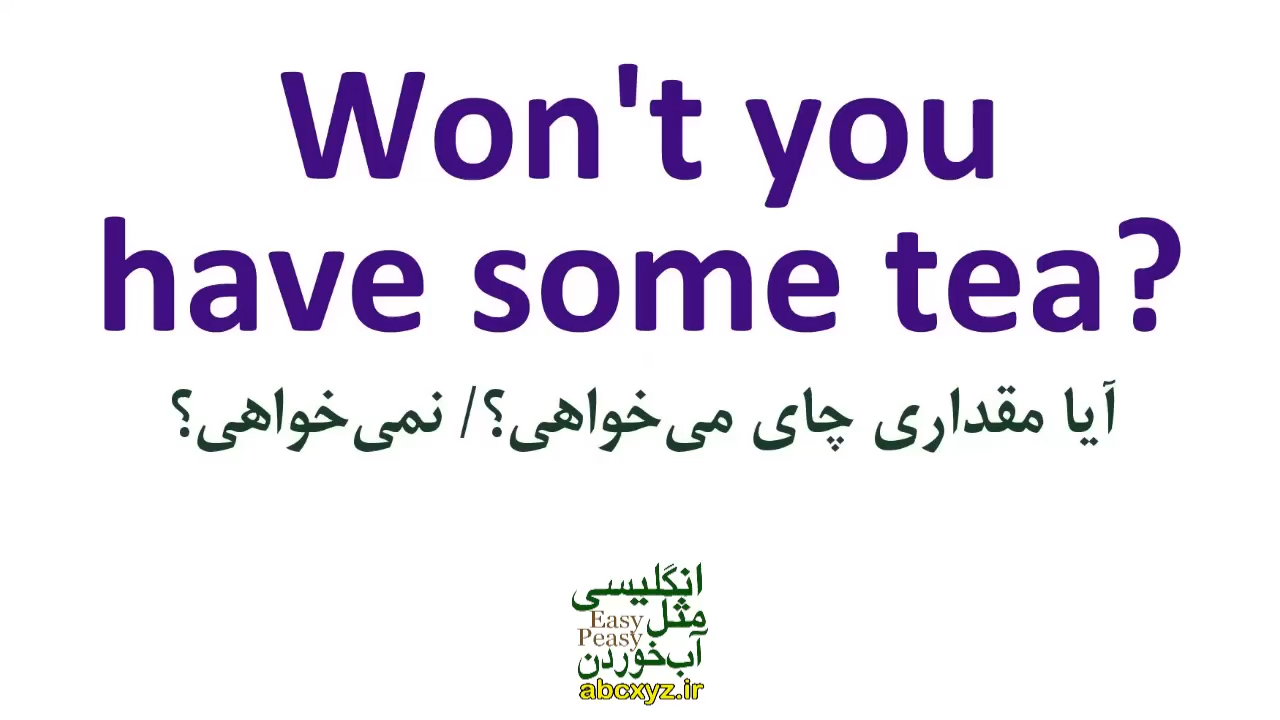 Won't you
have some tea?
آیا مقداری چای می‌خواهی؟/ نمی‌خواهی؟
انگلیسی
مثل Easy
Peasy
آب‌خوردن
abcxyz.ir